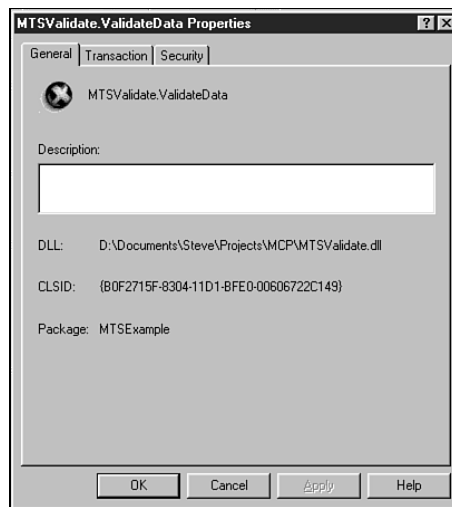 MTSValidate.ValidateData Properties
General Transaction Security
MTSValidate.ValidateData
Description:
DLL: D:\Documents\Steve\Projects\MCP\MTSValidate.dll
CLSID: {B0F2715F-8304-11D1-BFE0-00606722C149}
Package: MTSExample
OK Cancel Apply Help